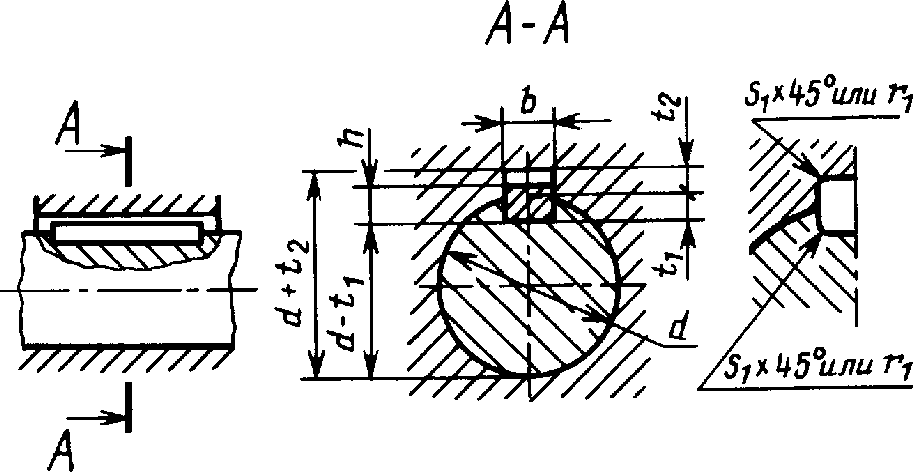 A-A
A
A
h
b
t₂
d+t₂
d-t₁
t₁
d
S₁×45° или r₁
S₁×45° или r₁